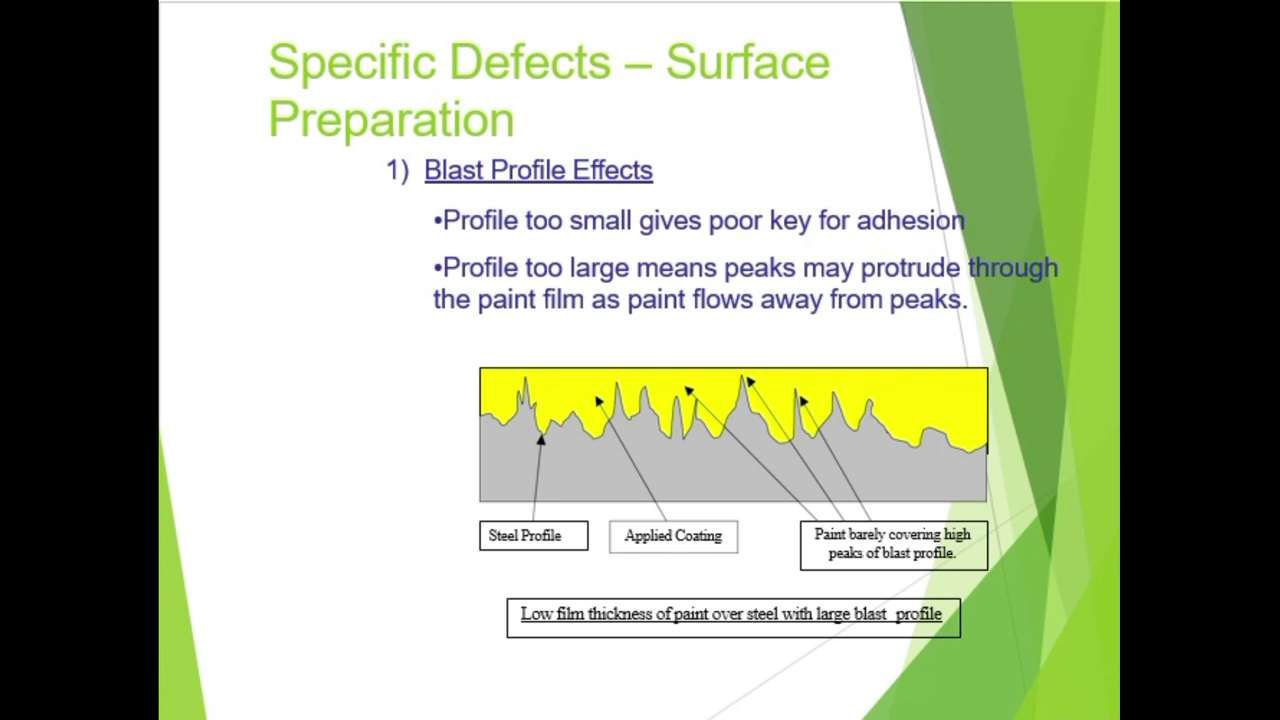 Specific Defects – Surface
Preparation
1) Blast Profile Effects
•Profile too small gives poor key for adhesion
•Profile too large means peaks may protrude through
the paint film as paint flows away from peaks.
Steel Profile
Applied Coating
Paint barely covering high
peaks of blast profile.
Low film thickness of paint over steel with large blast profile